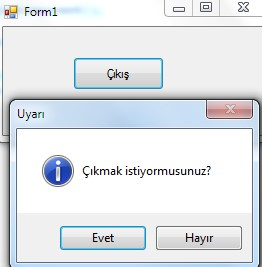 Form1
Çıkış
Uyarı
Çıkmak istiyormusunuz?
Evet
Hayır